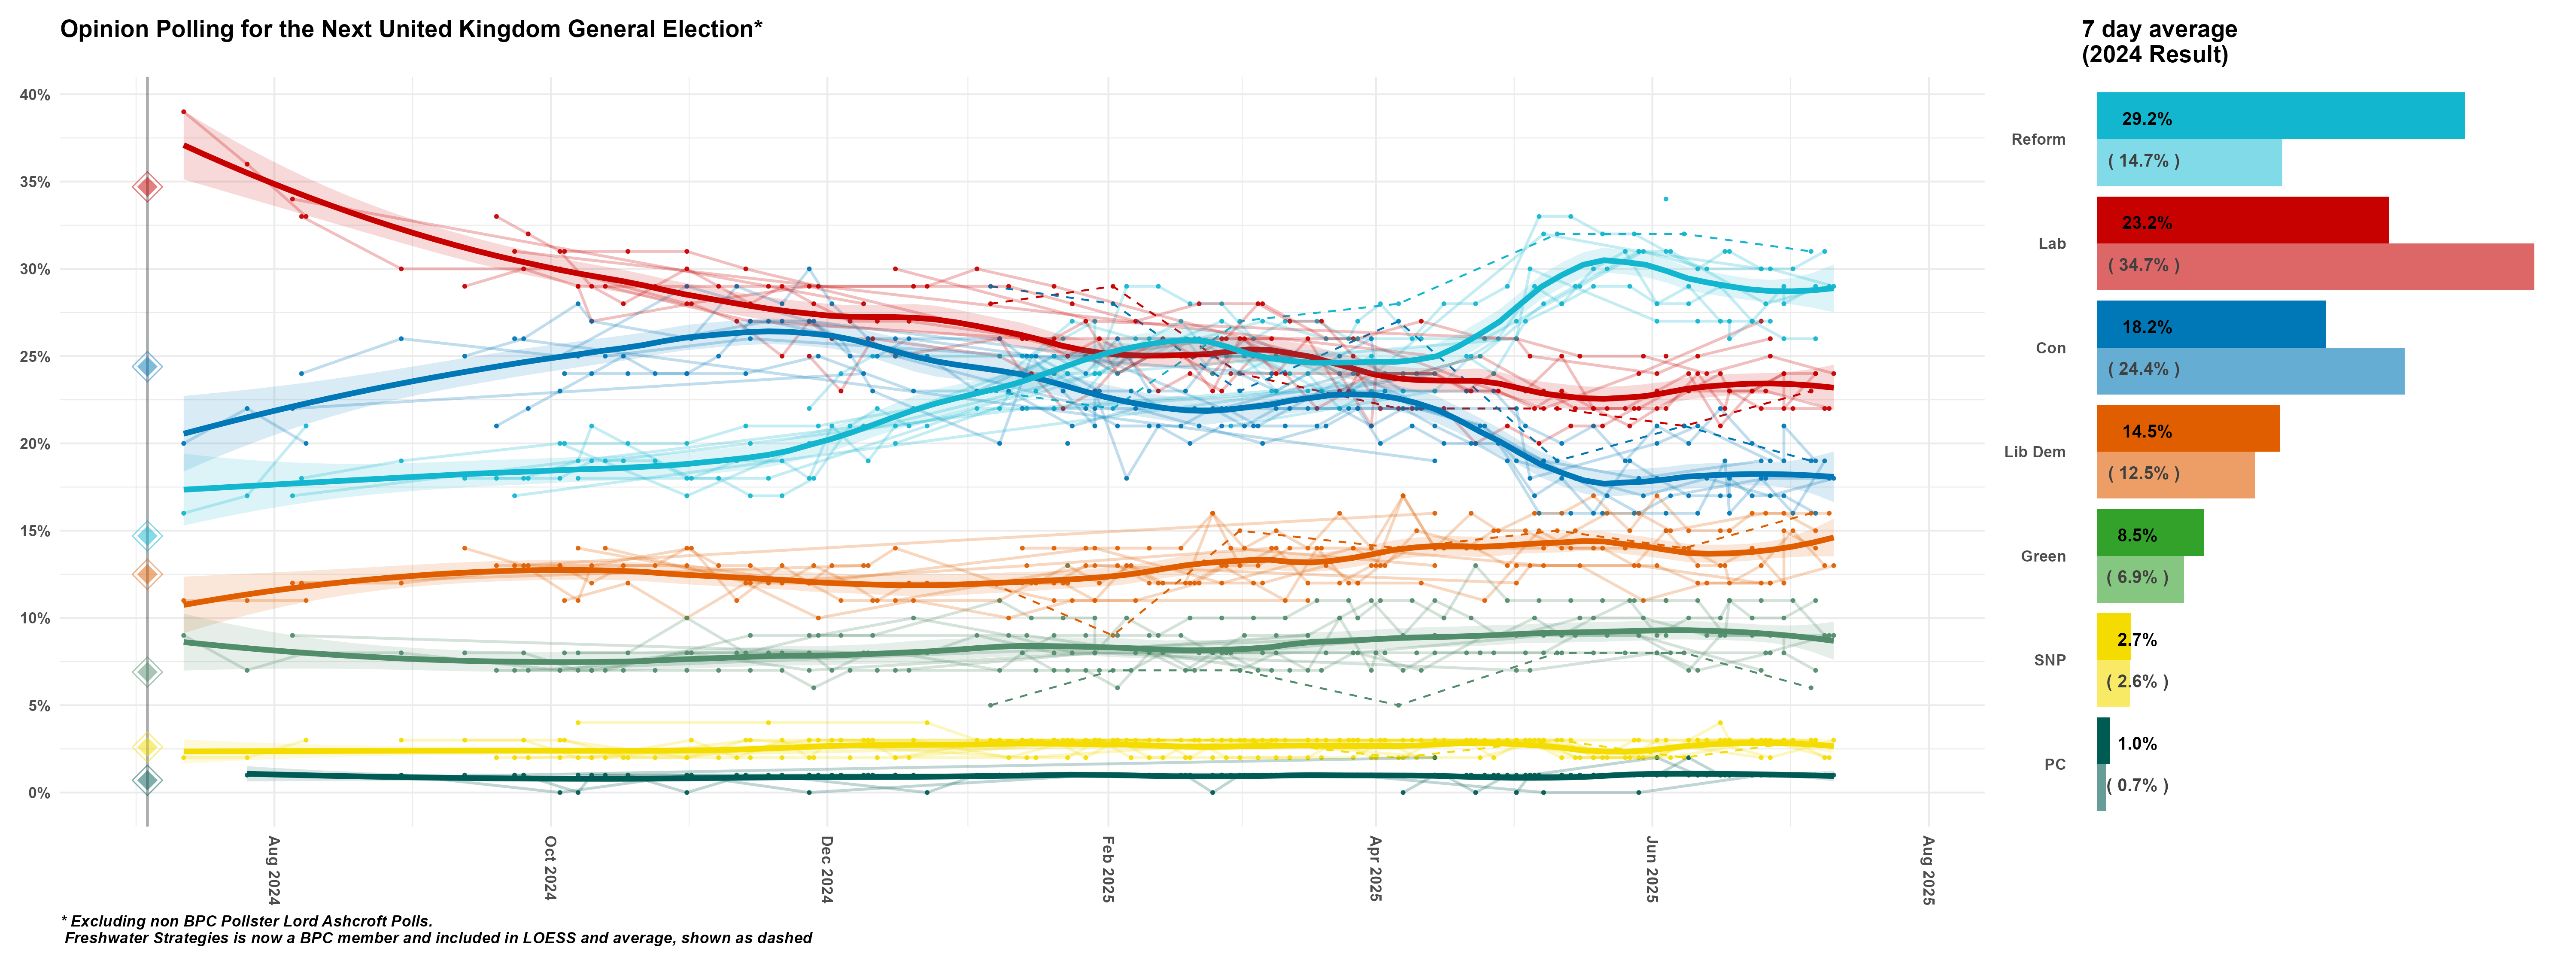 Opinion Polling for the Next United Kingdom General Election*
7 day average
(2024 Result)
40%
35%
30%
25%
20%
15%
10%
5%
0%
Aug 2024
Oct 2024
Dec 2024
Feb 2025
Apr 2025
Jun 2025
Aug 2025
Reform
29.2%
( 14.7% )
Lab
23.2%
( 34.7% )
Con
18.2%
( 24.4% )
Lib Dem
14.5%
( 12.5% )
Green
8.5%
( 6.9% )
SNP
2.7%
( 2.6% )
PC
1.0%
( 0.7% )
* Excluding non BPC Pollster Lord Ashcroft Polls.
Freshwater Strategies is now a BPC member and included in LOESS and average, shown as dashed